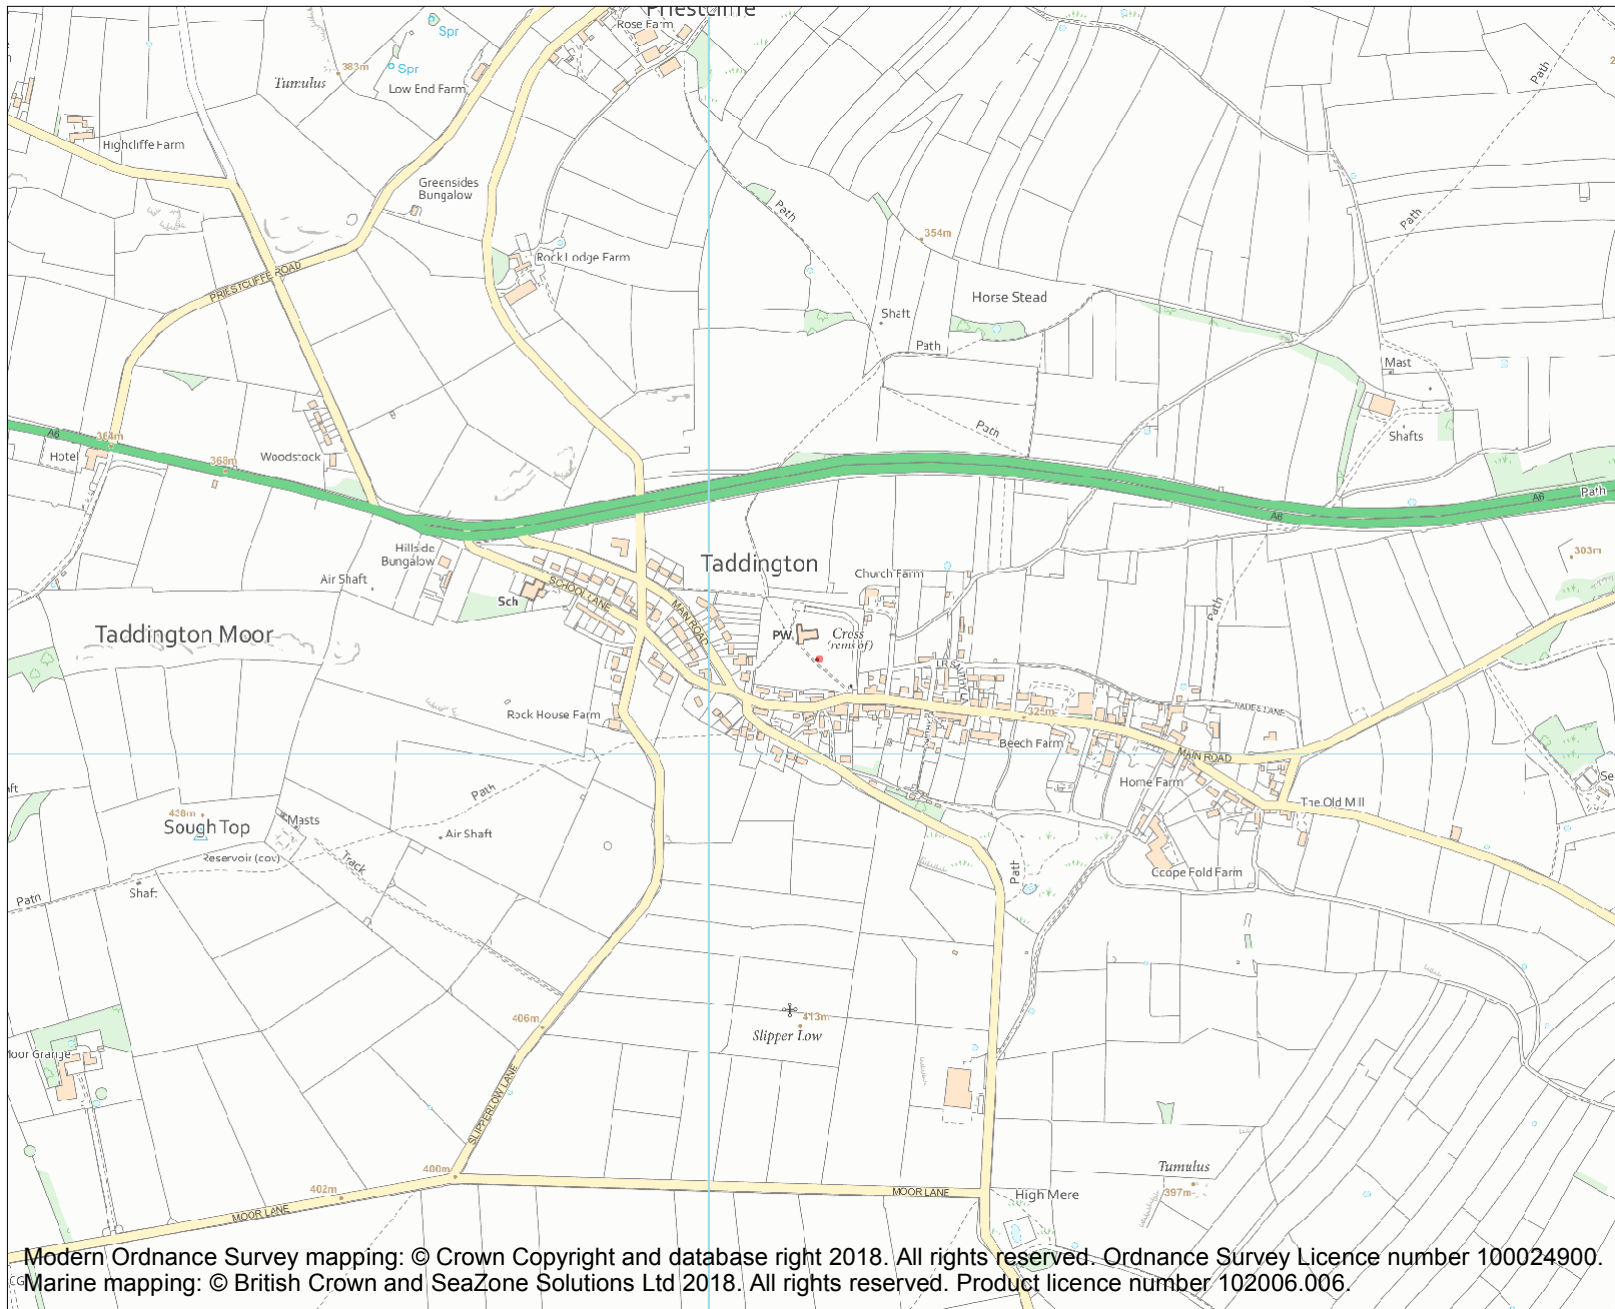 Priestcliffe
Rose Farm
Spr
Spr
383m
Tumulus
Low End Farm
Path
Highcliffe Farm
Greensides
Bungalow
Path
Path
354m
Rock Lodge Farm
PRIESTCLIFFE ROAD
Horse Stead
Shaft
Path
Mast
Path
Shafts
A6
364m
Hotel
368m
Woodstock
A6
A6
Path
Hillside
Bungalow
Taddington
303m
Air Shaft
SCHOOL LANE
Church Farm
Sch
MAIN ROAD
Path
Taddington Moor
PW
Cross
(rems of)
Rock House Farm
325m
Beech Farm
MAIN ROAD
Home Farm
Path
The Old Mill
438m
Sough Top
Masts
Air Shaft
Reservoir (cov)
Track
Shaft
Path
Path
Coope Fold Farm
406m
413m
Slipper Low
Moor Grange
SLIPPERLOW LANE
400m
402m
MOOR LANE
MOOR LANE
Tumulus
397m
High Mere
Modern Ordnance Survey mapping: © Crown Copyright and database right 2018. All rights reserved. Ordnance Survey Licence number 100024900.
Marine mapping: © British Crown and SeaZone Solutions Ltd 2018. All rights reserved. Product licence number 102006.006.